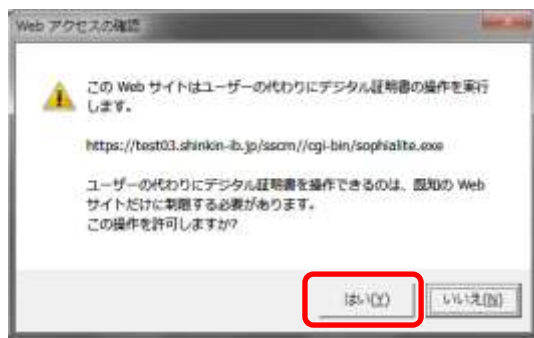 Web アクセスの確認
この Web サイトはユーザーの代わりにデジタル証明書の操作を実行
します。
https://test03.shinkin-ib.jp/sscm//cgi-bin/sophialite.exe
ユーザーの代わりにデジタル証明書を操作できるのは、既知の Web
サイトだけに制限する必要があります。
この操作を許可しますか?
はい(Y)
いいえ(N)